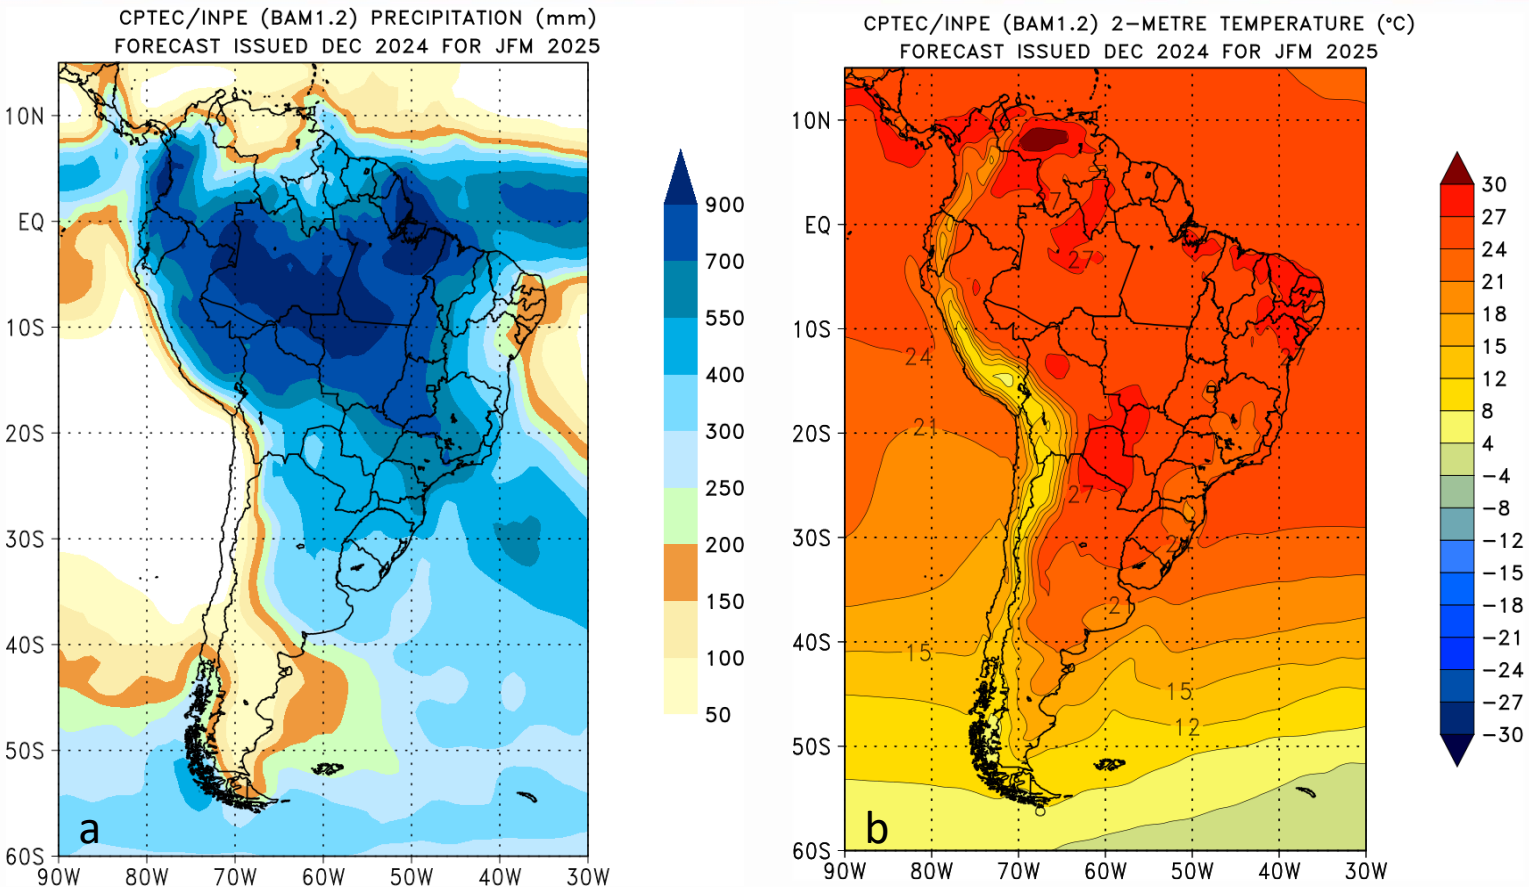 CPTEC/INPE (BAM1.2) PRECIPITATION (mm)
FORECAST ISSUED DEC 2024 FOR JFM 2025
10N
EQ
10S
20S
30S
40S
50S
60S
90W 80W 70W 60W 50W 40W 30W
a
900
700
550
400
300
250
200
150
100
50
CPTEC/INPE (BAM1.2) 2-METRE TEMPERATURE (°C)
FORECAST ISSUED DEC 2024 FOR JFM 2025
10N
EQ
10S
20S
30S
40S
50S
60S
90W 80W 70W 60W 50W 40W 30W
27
27
24
27
21
27
24
21
15
15
12
b
30
27
24
21
18
15
12
8
4
-4
-8
-12
-15
-18
-21
-24
-27
-30